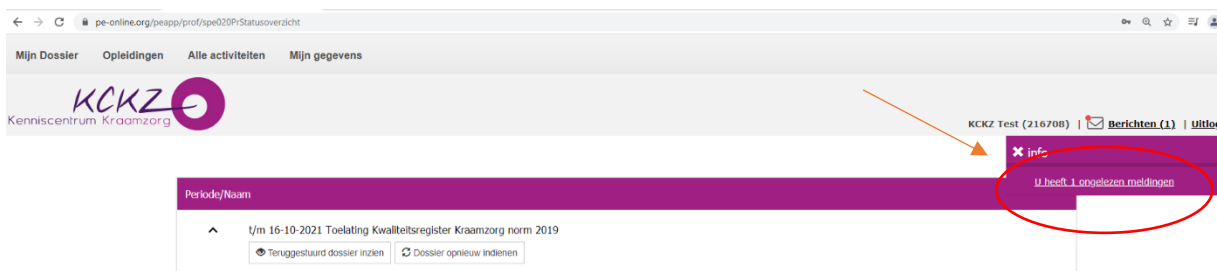 pe-online.org/peapp/prof/spe020PrStatusoverzicht
Mijn Dossier Opleidingen Alle activiteiten Mijn gegevens
KCKZ
Kenniscentrum Kraamzorg
KCKZ Test (216708) | Berichten (1) | Uitlo
info
U heeft 1 ongelezen meldingen
Periode/Naam
t/m 16-10-2021 Toelating Kwaliteitsregister Kraamzorg norm 2019
Teruggestuurd dossier inzien Dossier opnieuw indienen